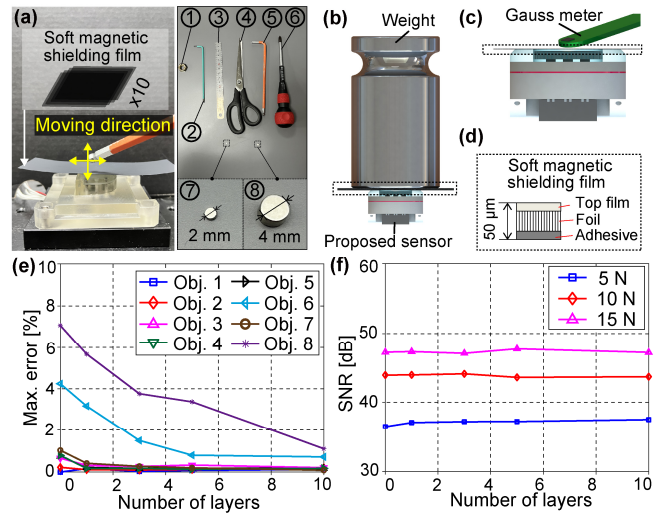 (a)
Soft magnetic
shielding film
×10
Moving direction
① ③ ④ ⑤ ⑥
②
⑦ ⑧
2 mm
4 mm
(b)
Weight
Proposed sensor
(c)
Gauss meter
(d)
Soft magnetic
shielding film
50 μm
Top film
Foil
Adhesive
(e)
Max. error [%]
10
8
6
4
2
0
Obj. 1
Obj. 2
Obj. 3
Obj. 4
Obj. 5
Obj. 6
Obj. 7
Obj. 8
0 2 4 6 8 10
Number of layers
(f)
SNR [dB]
60
50
40
30
5 N
10 N
15 N
0 2 4 6 8 10
Number of layers